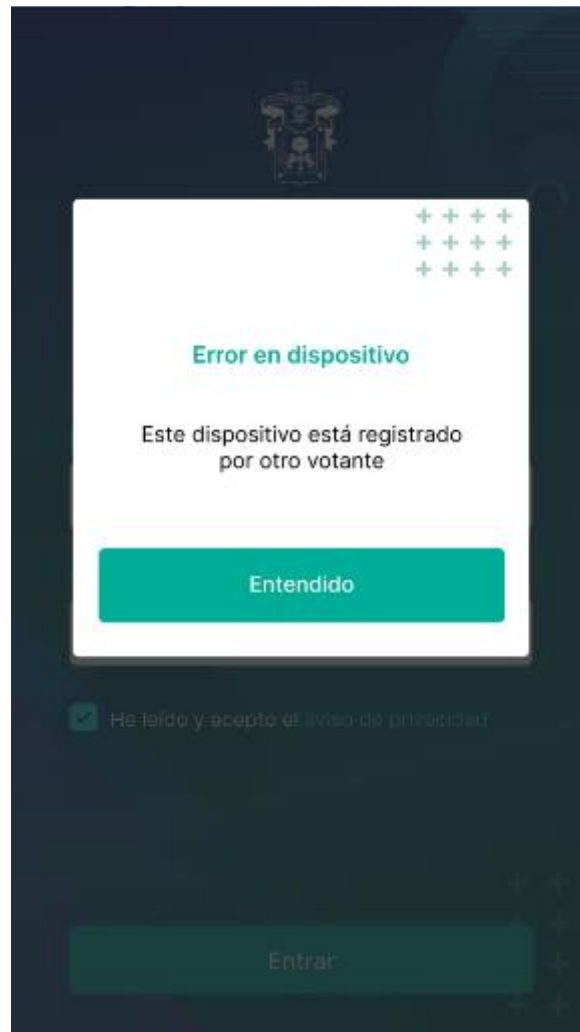 Error en dispositivo
Este dispositivo está registrado
por otro votante
Entendido
He leído y acepto el aviso de privacidad
Entrar